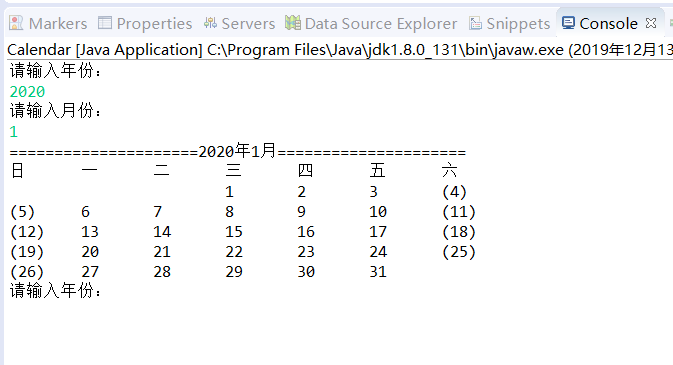 Markers Properties Servers Data Source Explorer Snippets Console
Calendar [Java Application] C:\Program Files\Java\jdk1.8.0_131\bin\javaw.exe (2019年12月13
请输入年份：
2020
请输入月份：
1
=====================2020年1月=====================
日 一 二 三 四 五 六
1 2 3 (4)
(5) 6 7 8 9 10 (11)
(12) 13 14 15 16 17 (18)
(19) 20 21 22 23 24 (25)
(26) 27 28 29 30 31
请输入年份：